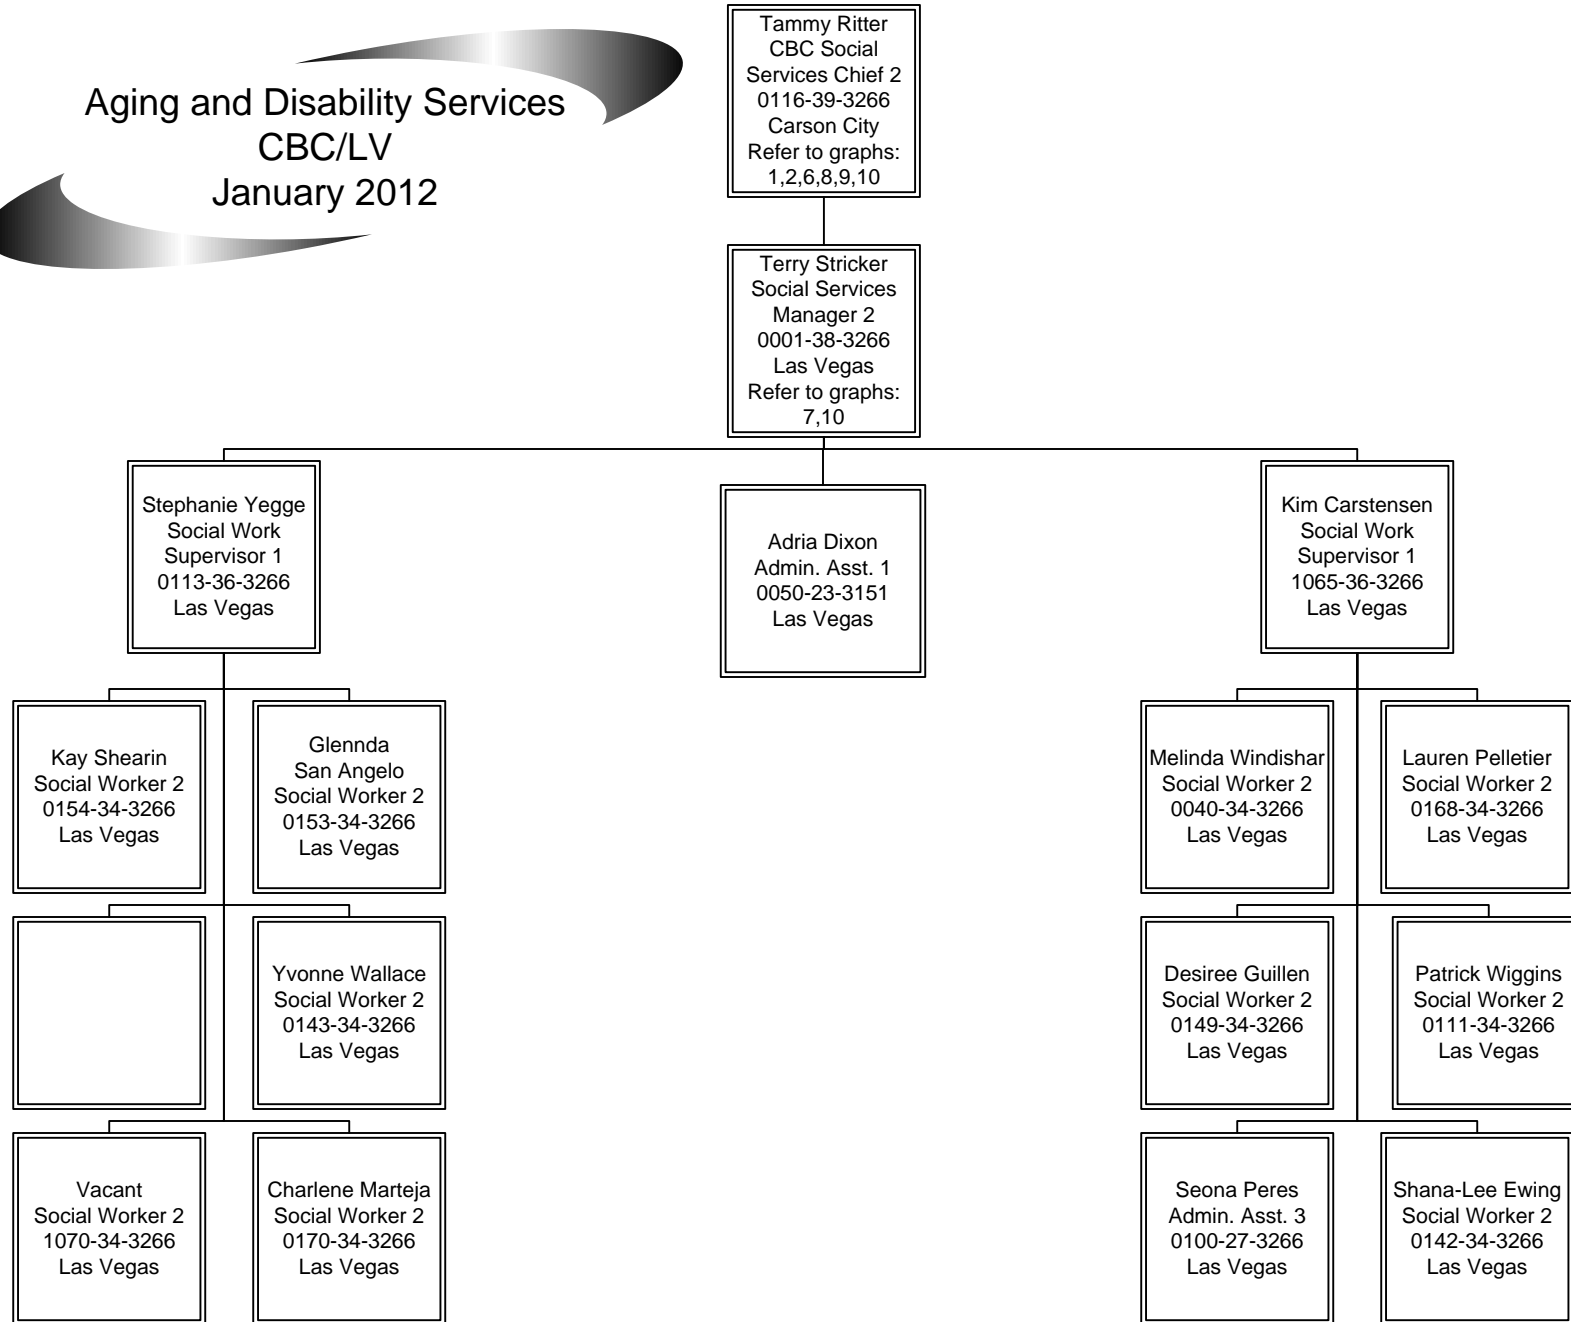 Aging and Disability Services
CBC/LV
January 2012
Tammy Ritter
CBC Social
Services Chief 2
0116-39-3266
Carson City
Refer to graphs:
1,2,6,8,9,10
Terry Stricker
Social Services
Manager 2
0001-38-3266
Las Vegas
Refer to graphs:
7,10
Stephanie Yegge
Social Work
Supervisor 1
0113-36-3266
Las Vegas
Adria Dixon
Admin. Asst. 1
0050-23-3151
Las Vegas
Kim Carstensen
Social Work
Supervisor 1
1065-36-3266
Las Vegas
Kay Shearin
Social Worker 2
0154-34-3266
Las Vegas
Glennda
San Angelo
Social Worker 2
0153-34-3266
Las Vegas
Melinda Windishar
Social Worker 2
0040-34-3266
Las Vegas
Lauren Pelletier
Social Worker 2
0168-34-3266
Las Vegas
Yvonne Wallace
Social Worker 2
0143-34-3266
Las Vegas
Desiree Guillen
Social Worker 2
0149-34-3266
Las Vegas
Patrick Wiggins
Social Worker 2
0111-34-3266
Las Vegas
Vacant
Social Worker 2
1070-34-3266
Las Vegas
Charlene Marteja
Social Worker 2
0170-34-3266
Las Vegas
Seona Peres
Admin. Asst. 3
0100-27-3266
Las Vegas
Shana-Lee Ewing
Social Worker 2
0142-34-3266
Las Vegas